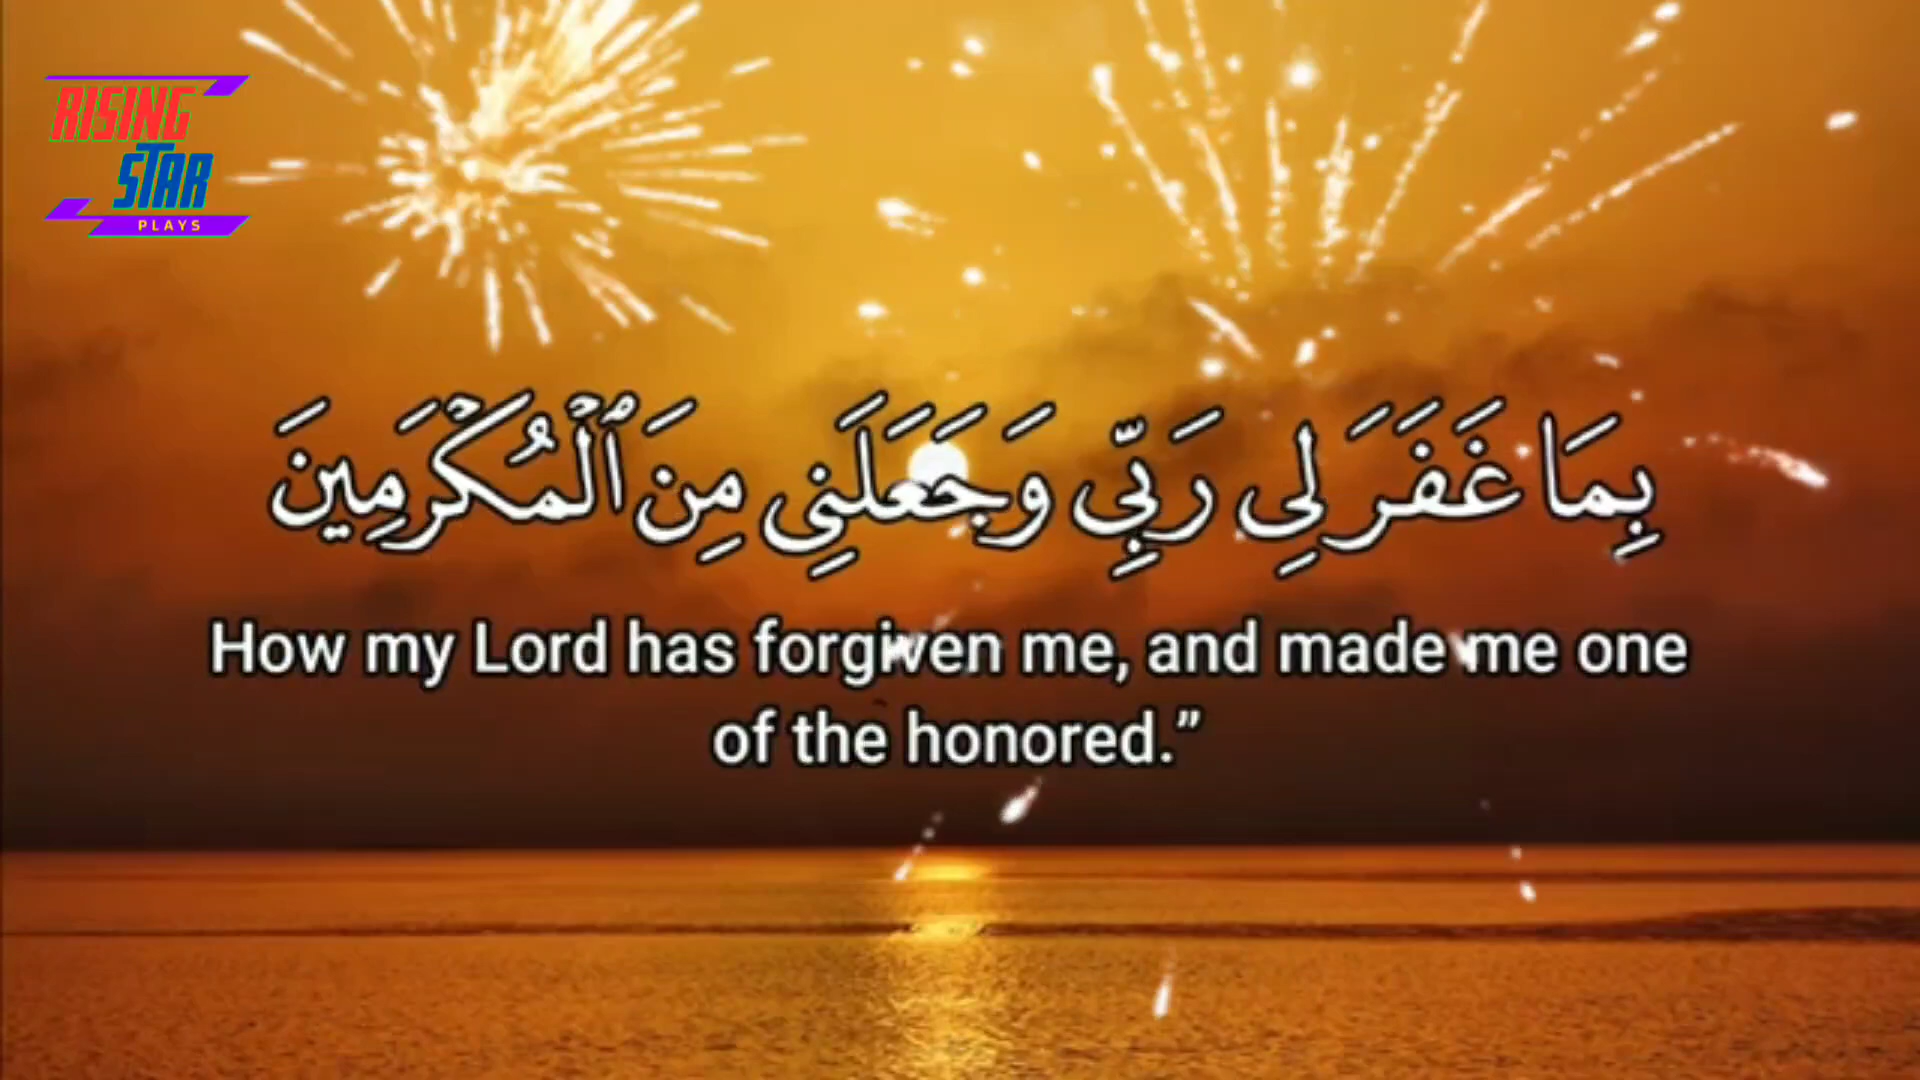 RISING
STAR
PLAYS
بِمَا غَفَرَ لِي رَبِّي وَجَعَلَنِي مِنَ ٱلْمُكْرَمِينَ
How my Lord has forgiven me, and made me one
of the honored.”